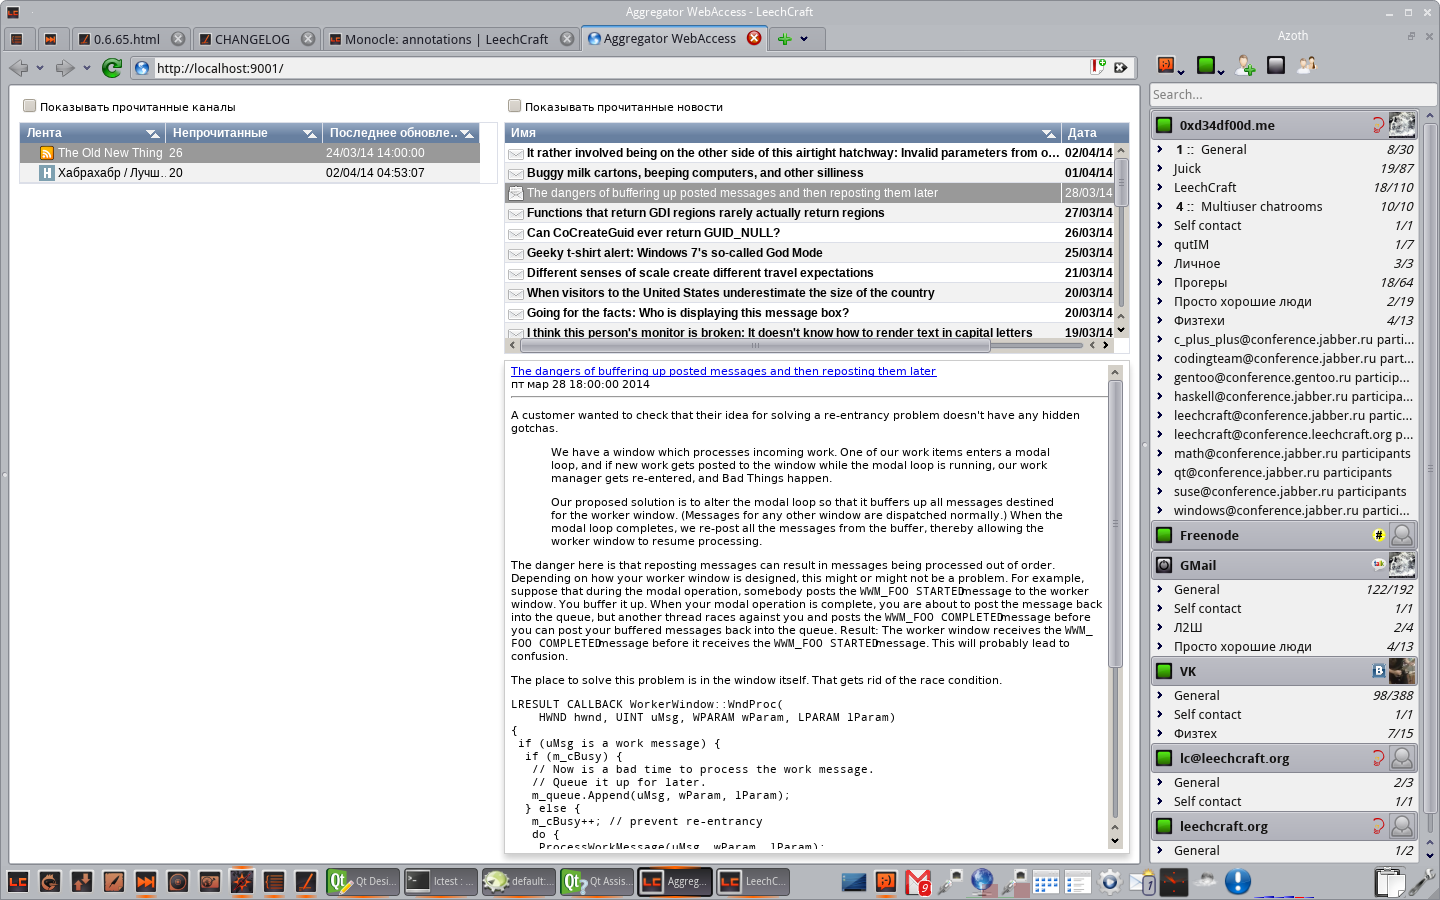 Aggregator WebAccess - LeechCraft
0.6.65.html
CHANGELOG
Monocle: annotations | LeechCraft
Aggregator WebAccess
Azoth
http://localhost:9001/
Search...
Показывать прочитанные каналы
Лента Непрочитанные Последнее обновле...
The Old New Thing 26 24/03/14 14:00:00
Хабрахабр / Лучш... 20 02/04/14 04:53:07
Показывать прочитанные новости
Имя Дата
It rather involved being on the other side of this airtight hatchway: Invalid parameters from o... 02/04/14
Buggy milk cartons, beeping computers, and other silliness 01/04/14
The dangers of buffering up posted messages and then reposting them later 28/03/14
Functions that return GDI regions rarely actually return regions 27/03/14
Can CoCreateGuid ever return GUID_NULL? 26/03/14
Geeky t-shirt alert: Windows 7's so-called God Mode 25/03/14
Different senses of scale create different travel expectations 21/03/14
When visitors to the United States underestimate the size of the country 20/03/14
Going for the facts: Who is displaying this message box? 20/03/14
I think this person's monitor is broken: It doesn't know how to render text in capital letters 19/03/14
The dangers of buffering up posted messages and then reposting them later
пт мар 28 18:00:00 2014
A customer wanted to check that their idea for solving a re-entrancy problem doesn't have any hidden
gotchas.
We have a window which processes incoming work. One of our work items enters a modal
loop, and if new work gets posted to the window while the modal loop is running, our work
manager gets re-entered, and Bad Things happen.
Our proposed solution is to alter the modal loop so that it buffers up all messages destined
for the worker window. (Messages for any other window are dispatched normally.) When the
modal loop completes, we re-post all the messages from the buffer, thereby allowing the
worker window to resume processing.
The danger here is that reposting messages can result in messages being processed out of order.
Depending on how your worker window is designed, this might or might not be a problem. For example,
suppose that during the modal operation, somebody posts the WWM_FOO STARTED message to the worker
window. You buffer it up. When your modal operation is complete, you are about to post the message back
into the queue, but another thread races against you and posts the WWM_FOO COMPLETED message before
you can post your buffered messages back into the queue. Result: The worker window receives the WWM_
FOO COMPLETED message before it receives the WWM_FOO STARTED message. This will probably lead to
confusion.
The place to solve this problem is in the window itself. That gets rid of the race condition.
LRESULT CALLBACK WorkerWindow::WndProc(
HWND hwnd, UINT uMsg, WPARAM wParam, LPARAM lParam)
{
if (uMsg is a work message) {
if (m_cBusy) {
// Now is a bad time to process the work message.
// Queue it up for later.
m_queue.Append(uMsg, wParam, lParam);
} else {
m_cBusy++; // prevent re-entrancy
do {
ProcessWorkMessage(uMsg, wParam, lParam);
0xd34df00d.me
1 :: General 8/30
Juick 19/87
LeechCraft 18/110
4 :: Multiuser chatrooms 10/10
Self contact 1/1
qutIM 1/7
Личное 3/3
Прогеры 18/64
Просто хорошие люди 2/19
Физтехи 4/13
c_plus_plus@conference.jabber.ru parti...
codingteam@conference.jabber.ru part...
gentoo@conference.gentoo.ru particip...
haskell@conference.jabber.ru participa...
leechcraft@conference.jabber.ru partic...
leechcraft@conference.leechcraft.org p...
math@conference.jabber.ru participants
qt@conference.jabber.ru participants
suse@conference.jabber.ru participants
windows@conference.jabber.ru partici...
Freenode #
GMail talk
General 122/192
Self contact 1/1
Л2Ш 2/4
Просто хорошие люди 4/13
VK B
General 98/388
Self contact 1/1
Физтех 7/15
lc@leechcraft.org
General 2/3
Self contact 1/1
leechcraft.org
General 1/2
Qt Desi...
lctest : ...
default:...
Qt Assis...
Aggreg...
LeechC...
9
1